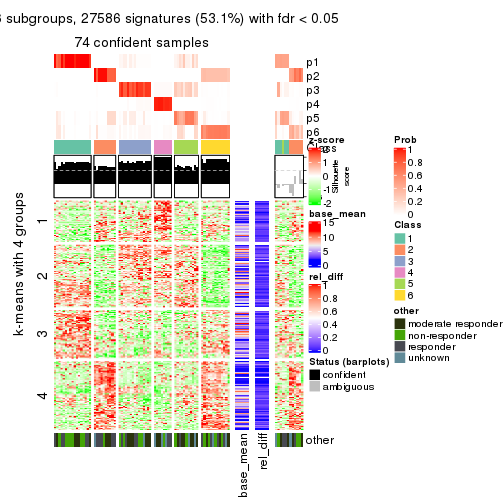 6 subgroups, 27586 signatures (53.1%) with fdr < 0.05
74 confident samples
p1
p2
p3
p4
p5
p6
Class
Silhouette
score
k-means with 4 groups
1
2
3
4
base_mean
rel_diff
other
z-score
-2
base_mean
15
10
5
0
rel_diff
1
0.8
0.6
0.4
0.2
0
Status (barplots)
confident
ambiguous
Prob
1
0.8
0.6
0.4
0.2
0
Class
1
2
3
4
5
6
other
moderate responder
non-responder
responder
unknown